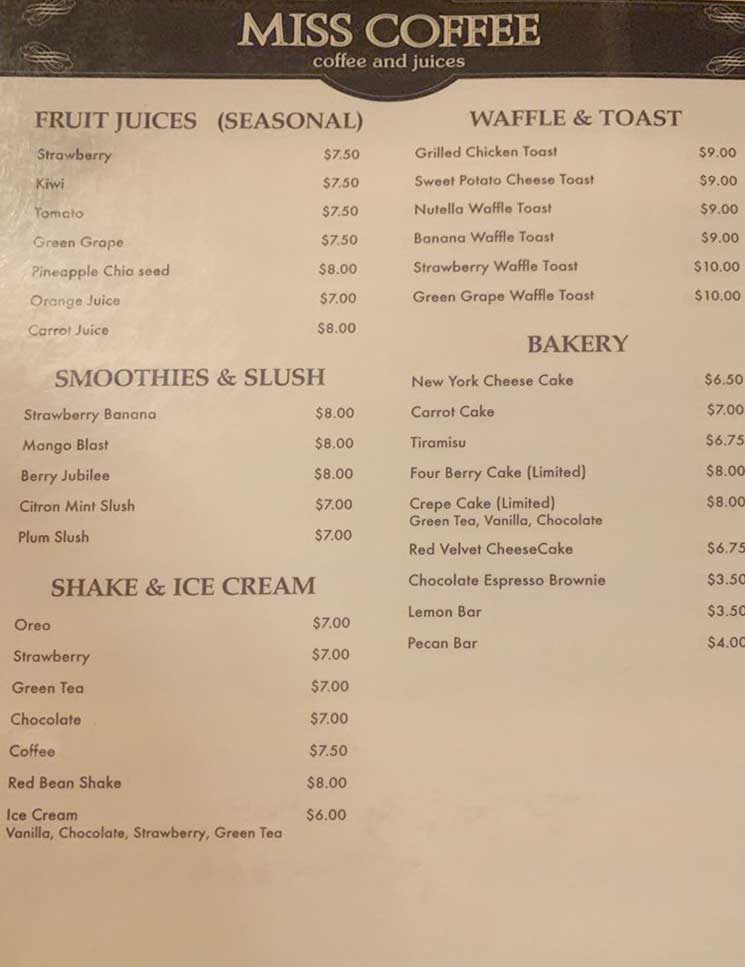 MISS COFFEE
coffee and juices
FRUIT JUICES (SEASONAL)
Strawberry $7.50
Kiwi $7.50
Tomato $7.50
Green Grape $7.50
Pineapple Chia seed $8.00
Orange Juice $7.00
Carrot Juice $8.00
SMOOTHIES & SLUSH
Strawberry Banana $8.00
Mango Blast $8.00
Berry Jubilee $8.00
Citron Mint Slush $7.00
Plum Slush $7.00
SHAKE & ICE CREAM
Oreo $7.00
Strawberry $7.00
Green Tea $7.00
Chocolate $7.00
Coffee $7.50
Red Bean Shake $8.00
Ice Cream $6.00
Vanilla, Chocolate, Strawberry, Green Tea
WAFFLE & TOAST
Grilled Chicken Toast $9.00
Sweet Potato Cheese Toast $9.00
Nutella Waffle Toast $9.00
Banana Waffle Toast $9.00
Strawberry Waffle Toast $10.00
Green Grape Waffle Toast $10.00
BAKERY
New York Cheese Cake $6.50
Carrot Cake $7.00
Tiramisu $6.75
Four Berry Cake (Limited) $8.00
Crepe Cake (Limited) $8.00
Green Tea, Vanilla, Chocolate
Red Velvet CheeseCake $6.75
Chocolate Espresso Brownie $3.50
Lemon Bar $3.50
Pecan Bar $4.00